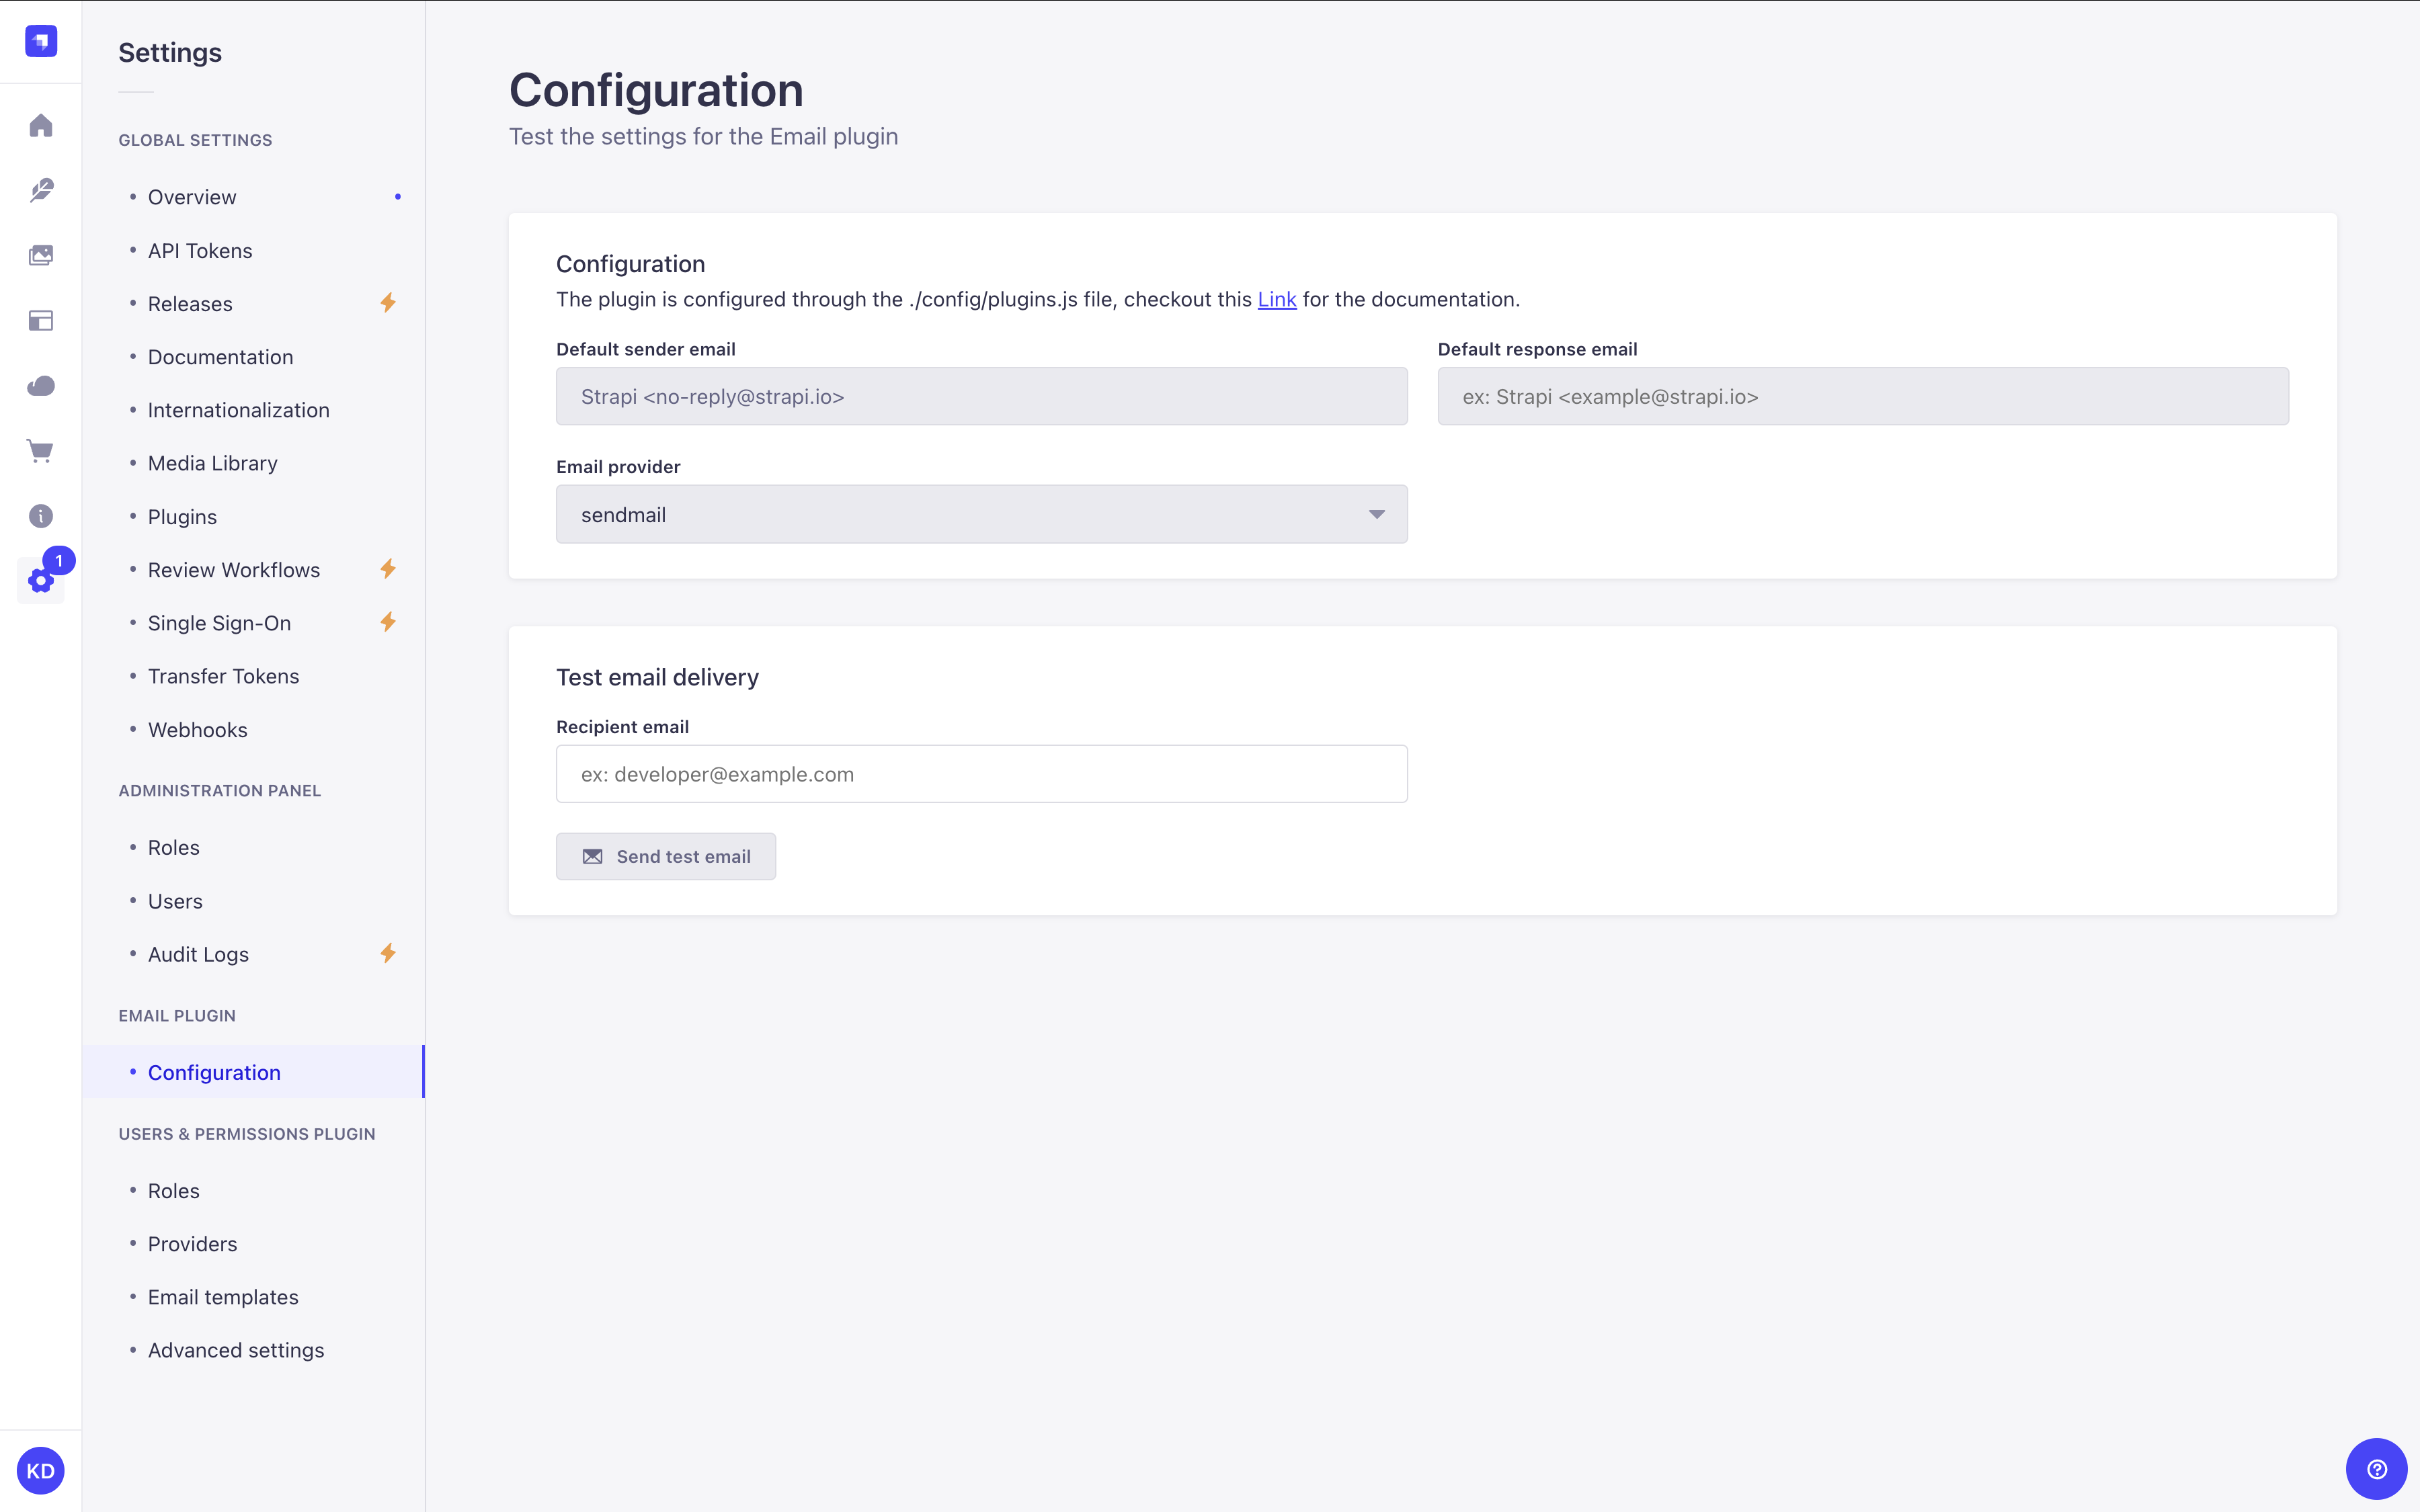 Settings
GLOBAL SETTINGS
Overview
API Tokens
Releases
Documentation
Internationalization
Media Library
Plugins
Review Workflows
Single Sign-On
Transfer Tokens
Webhooks
ADMINISTRATION PANEL
Roles
Users
Audit Logs
EMAIL PLUGIN
Configuration
USERS & PERMISSIONS PLUGIN
Roles
Providers
Email templates
Advanced settings
1
KD
Configuration
Test the settings for the Email plugin
Configuration
The plugin is configured through the ./config/plugins.js file, checkout this Link for the documentation.
Default sender email
Strapi <no-reply@strapi.io>
Default response email
ex: Strapi <example@strapi.io>
Email provider
sendmail
Test email delivery
Recipient email
ex: developer@example.com
Send test email